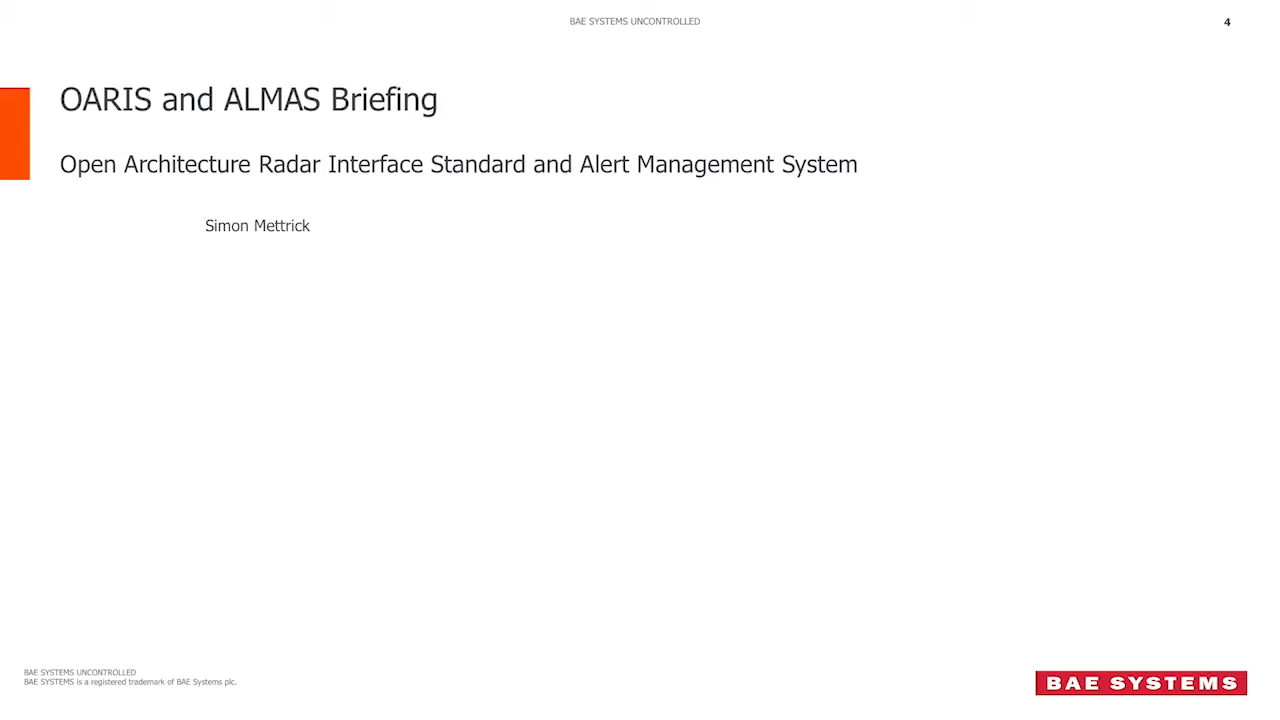 BAE SYSTEMS UNCONTROLLED
4
OARIS and ALMAS Briefing
Open Architecture Radar Interface Standard and Alert Management System
Simon Mettrick
BAE SYSTEMS UNCONTROLLED
BAE SYSTEMS is a registered trademark of BAE Systems plc.
BAE SYSTEMS